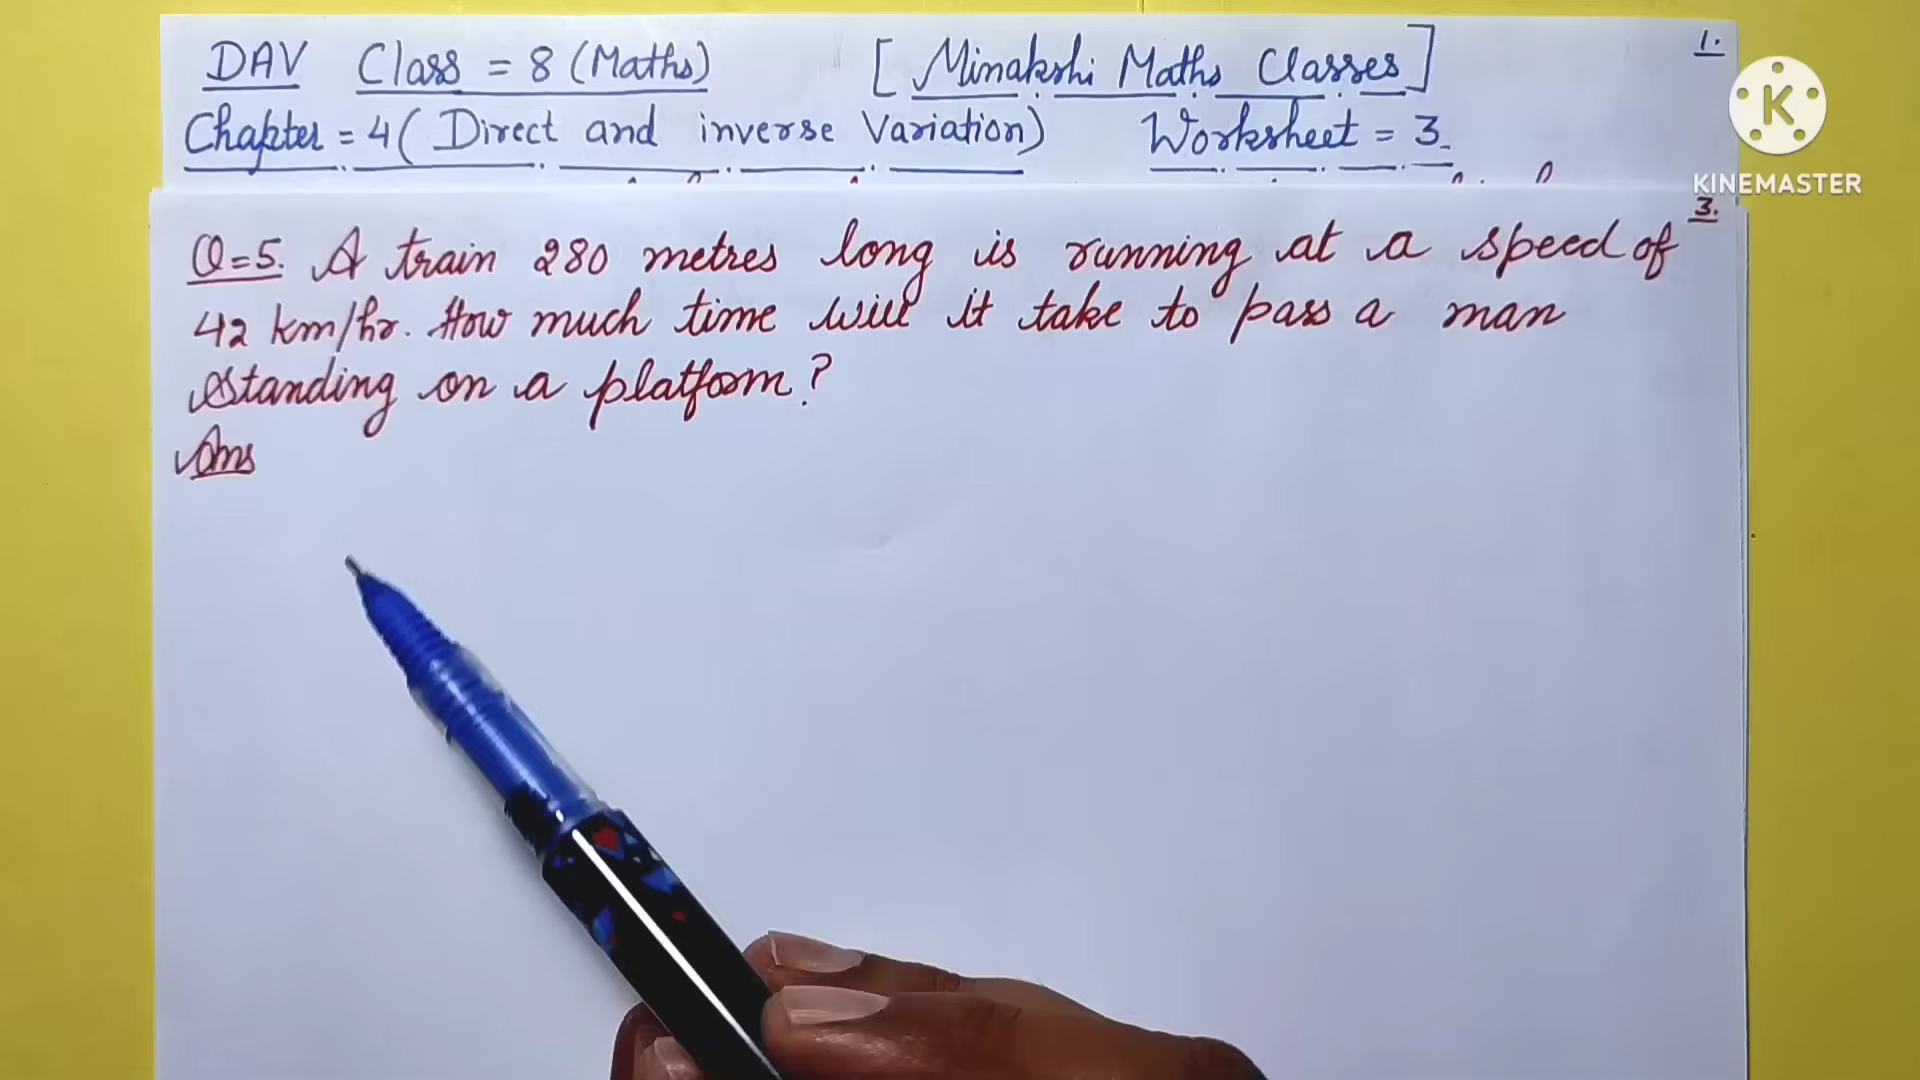 DAV Class = 8 (Maths) [Minakshi Maths Classes] 1.
Chapter = 4 (Direct and inverse Variation) Worksheet = 3
K
KINEMASTER
3.
Q=5. A train 280 metres long is running at a speed of
42 km/hr. How much time will it take to pass a man
standing on a platform?
Ans